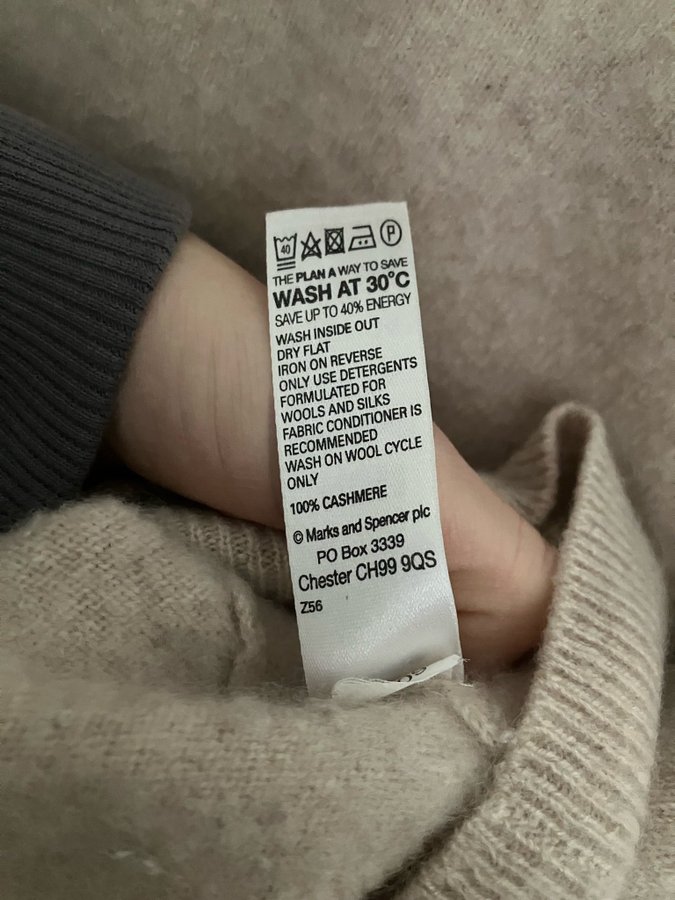 40 P
THE PLAN A WAY TO SAVE
WASH AT 30°C
SAVE UP TO 40% ENERGY
WASH INSIDE OUT
DRY FLAT
IRON ON REVERSE
ONLY USE DETERGENTS
FORMULATED FOR
WOOLS AND SILKS
FABRIC CONDITIONER IS
RECOMMENDED
WASH ON WOOL CYCLE
ONLY
100% CASHMERE
© Marks and Spencer plc
PO Box 3339
Chester CH99 9QS
Z56